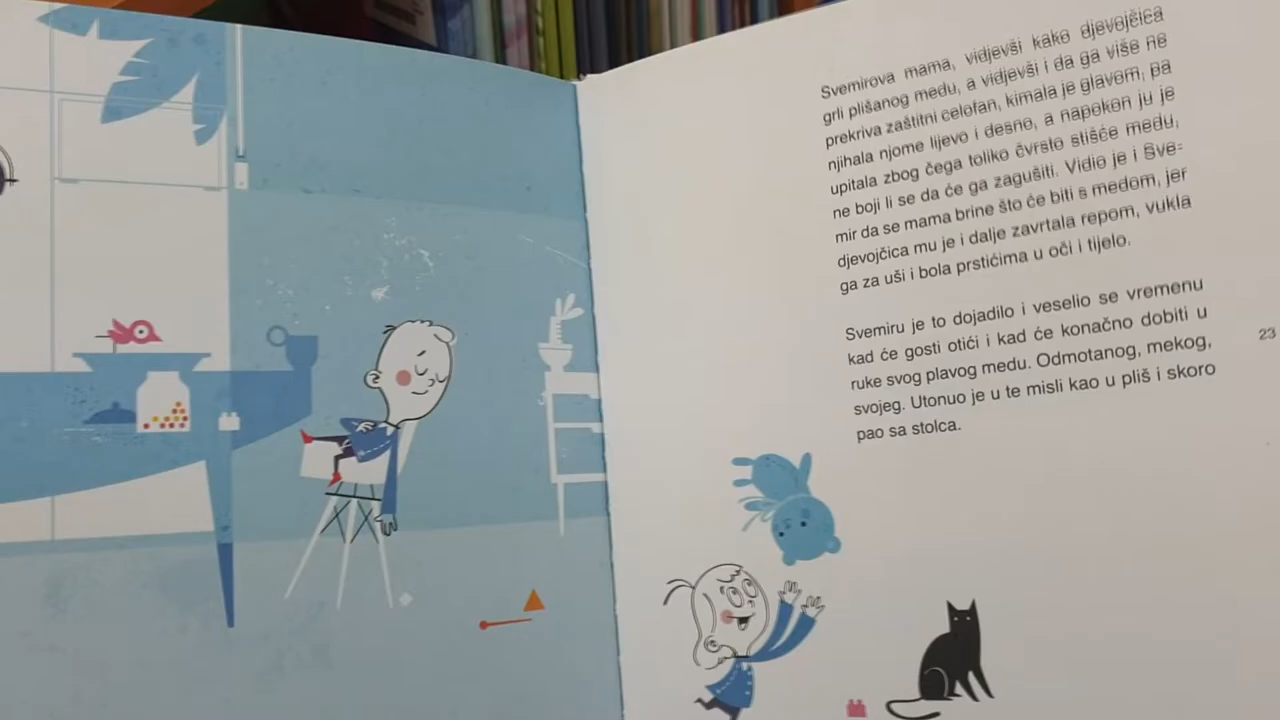 Svemirova mama, vidjevši kako djevojčica
grli plišanog medu, a vidjevši i da ga više ne
prekriva zaštitni celofan, kimala je glavom, pa
njihala njome lijevo i desno, a napokon ju je
upitala zbog čega toliko čvrsto stišće medu,
ne boji li se da će ga zagušiti. Vidio je i Sve-
mir da se mama brine što će biti s medom, jer
djevojčica mu je i dalje zavrtala repom, vukla
ga za uši i bola prstićima u oči i tijelo.
Svemiru je to dojadilo i veselio se vremenu
kad će gosti otići i kad će konačno dobiti u
ruke svog plavog medu. Odmotanog, mekog,
svojeg. Utonuo je u te misli kao u pliš i skoro
pao sa stolca.
23